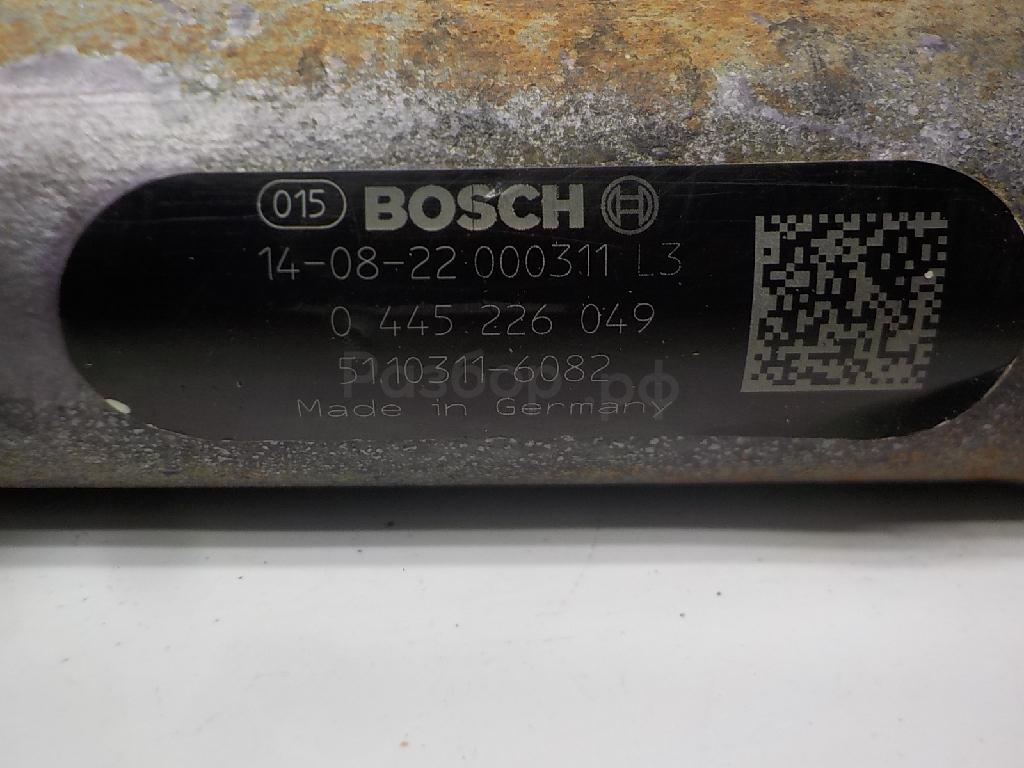 015 BOSCH
14-08-22 000311 L3
0 445 226 049
5110311-6082
Разбор.рф
Made in Germany